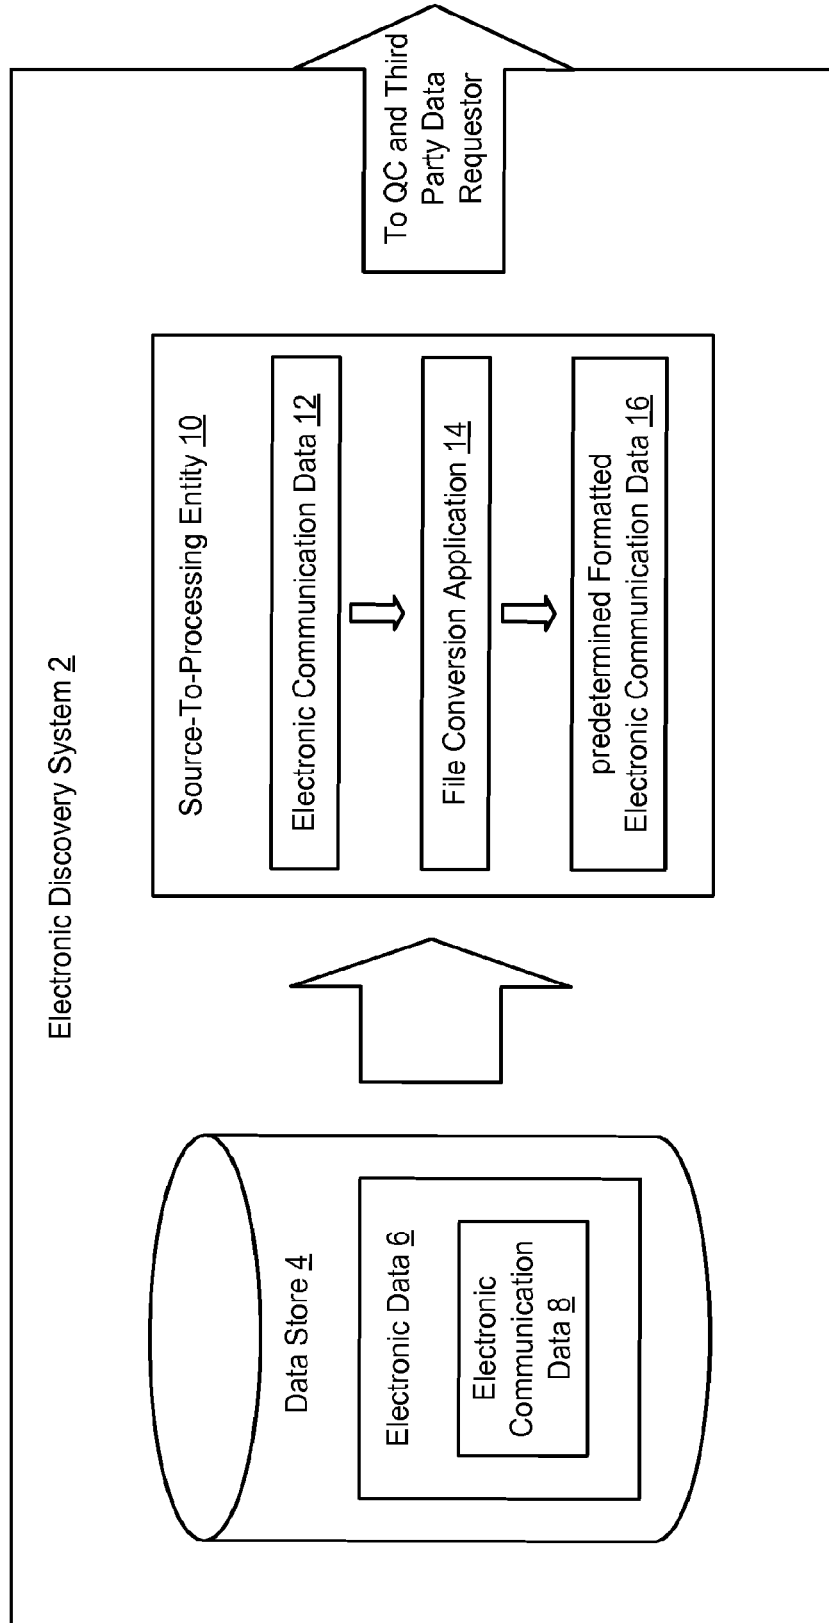 Electronic Discovery System 2
Data Store 4
Electronic Data 6
Electronic
Communication
Data 8
Source-To-Processing Entity 10
Electronic Communication Data 12
File Conversion Application 14
predetermined Formatted
Electronic Communication Data 16
To QC and Third
Party Data
Requestor